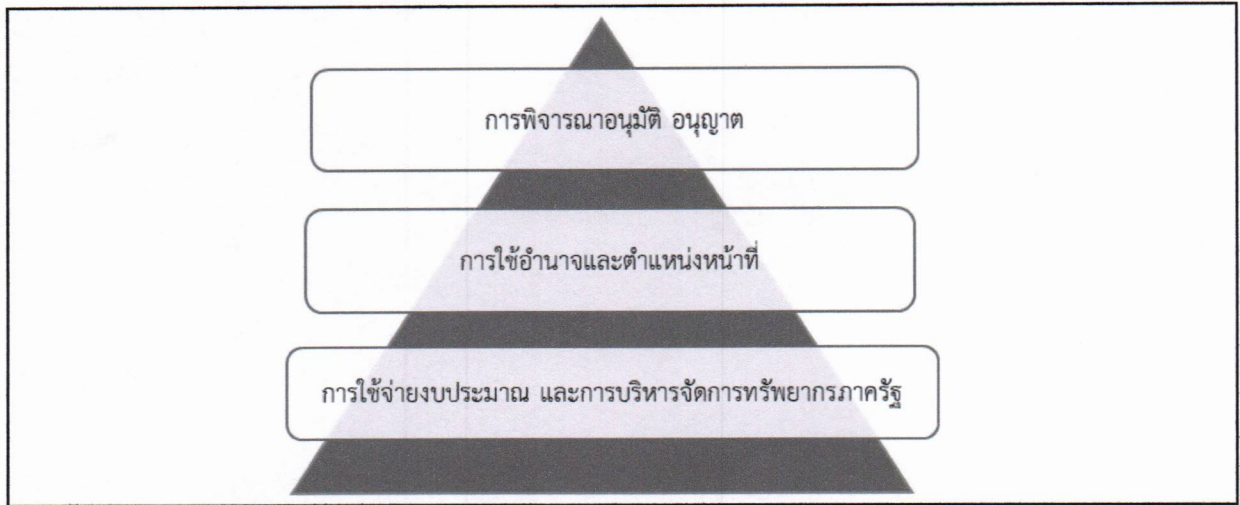 การพิจารณาอนุมัติ อนุญาต
การใช้อำนาจและตำแหน่งหน้าที่
การใช้จ่ายงบประมาณ และการบริหารจัดการทรัพยากรภาครัฐ